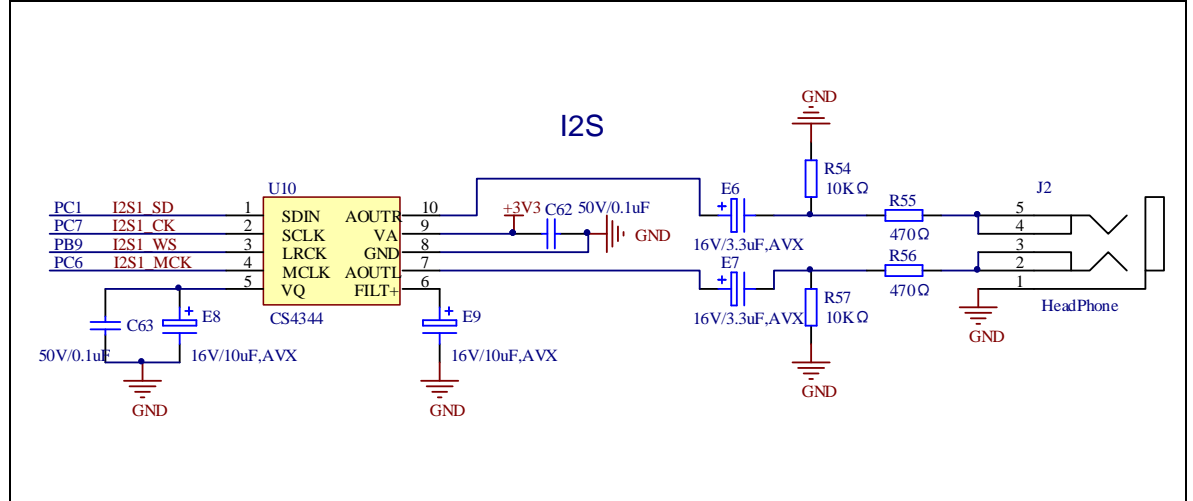 I2S
GND
R54
10KΩ
E6
16V/3.3uF,AVX
R55
470Ω
J2
U10
PC1 I2S1_SD 1 SDIN AOUTR 10
PC7 I2S1_CK 2 SCLK VA 9
PB9 I2S1_WS 3 LRCK GND 8
PC6 I2S1_MCK 4 MCLK AOUTL 7
5 VQ FILT+ 6
CS4344
+3V3
C62 50V/0.1uF
GND
E7
16V/3.3uF,AVX
R56
470Ω
R57
10KΩ
GND
5
4
3
2
1
HeadPhone
GND
C63
50V/0.1uF
E8
16V/10uF,AVX
GND
E9
16V/10uF,AVX
GND